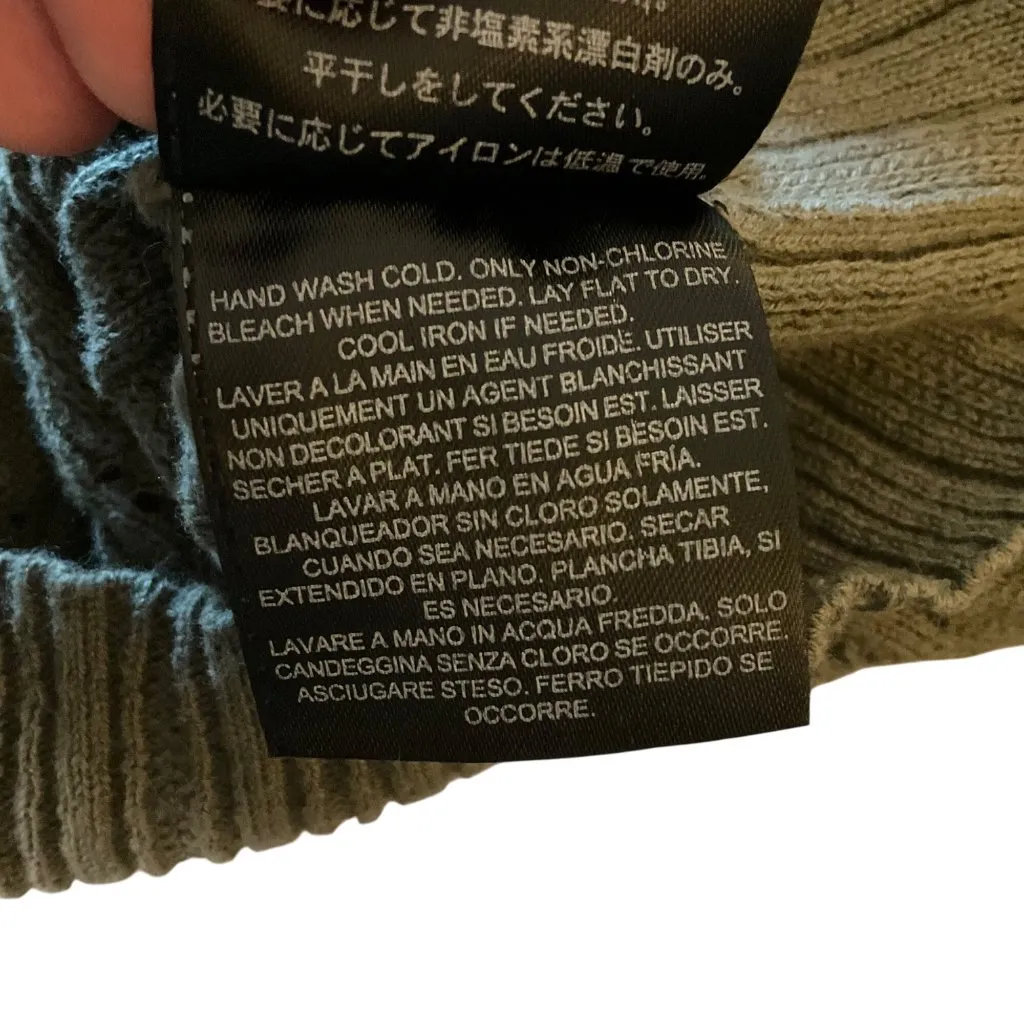 要に応じて非塩素系漂白剤のみ。
平干しをしてください。
必要に応じてアイロンは低温で使用。
HAND WASH COLD. ONLY NON-CHLORINE
BLEACH WHEN NEEDED. LAY FLAT TO DRY.
COOL IRON IF NEEDED.
LAVER A LA MAIN EN EAU FROIDE. UTILISER
UNIQUEMENT UN AGENT BLANCHISSANT
NON DECOLORANT SI BESOIN EST. LAISSER
SECHER A PLAT. FER TIEDE SI BESOIN EST.
LAVAR A MANO EN AGUA FRÍA.
BLANQUEADOR SIN CLORO SOLAMENTE,
CUANDO SEA NECESARIO. SECAR
EXTENDIDO EN PLANO. PLANCHA TIBIA, SI
ES NECESARIO.
LAVARE A MANO IN ACQUA FREDDA. SOLO
CANDEGGINA SENZA CLORO SE OCCORRE.
ASCIUGARE STESO. FERRO TIEPIDO SE
OCCORRE.